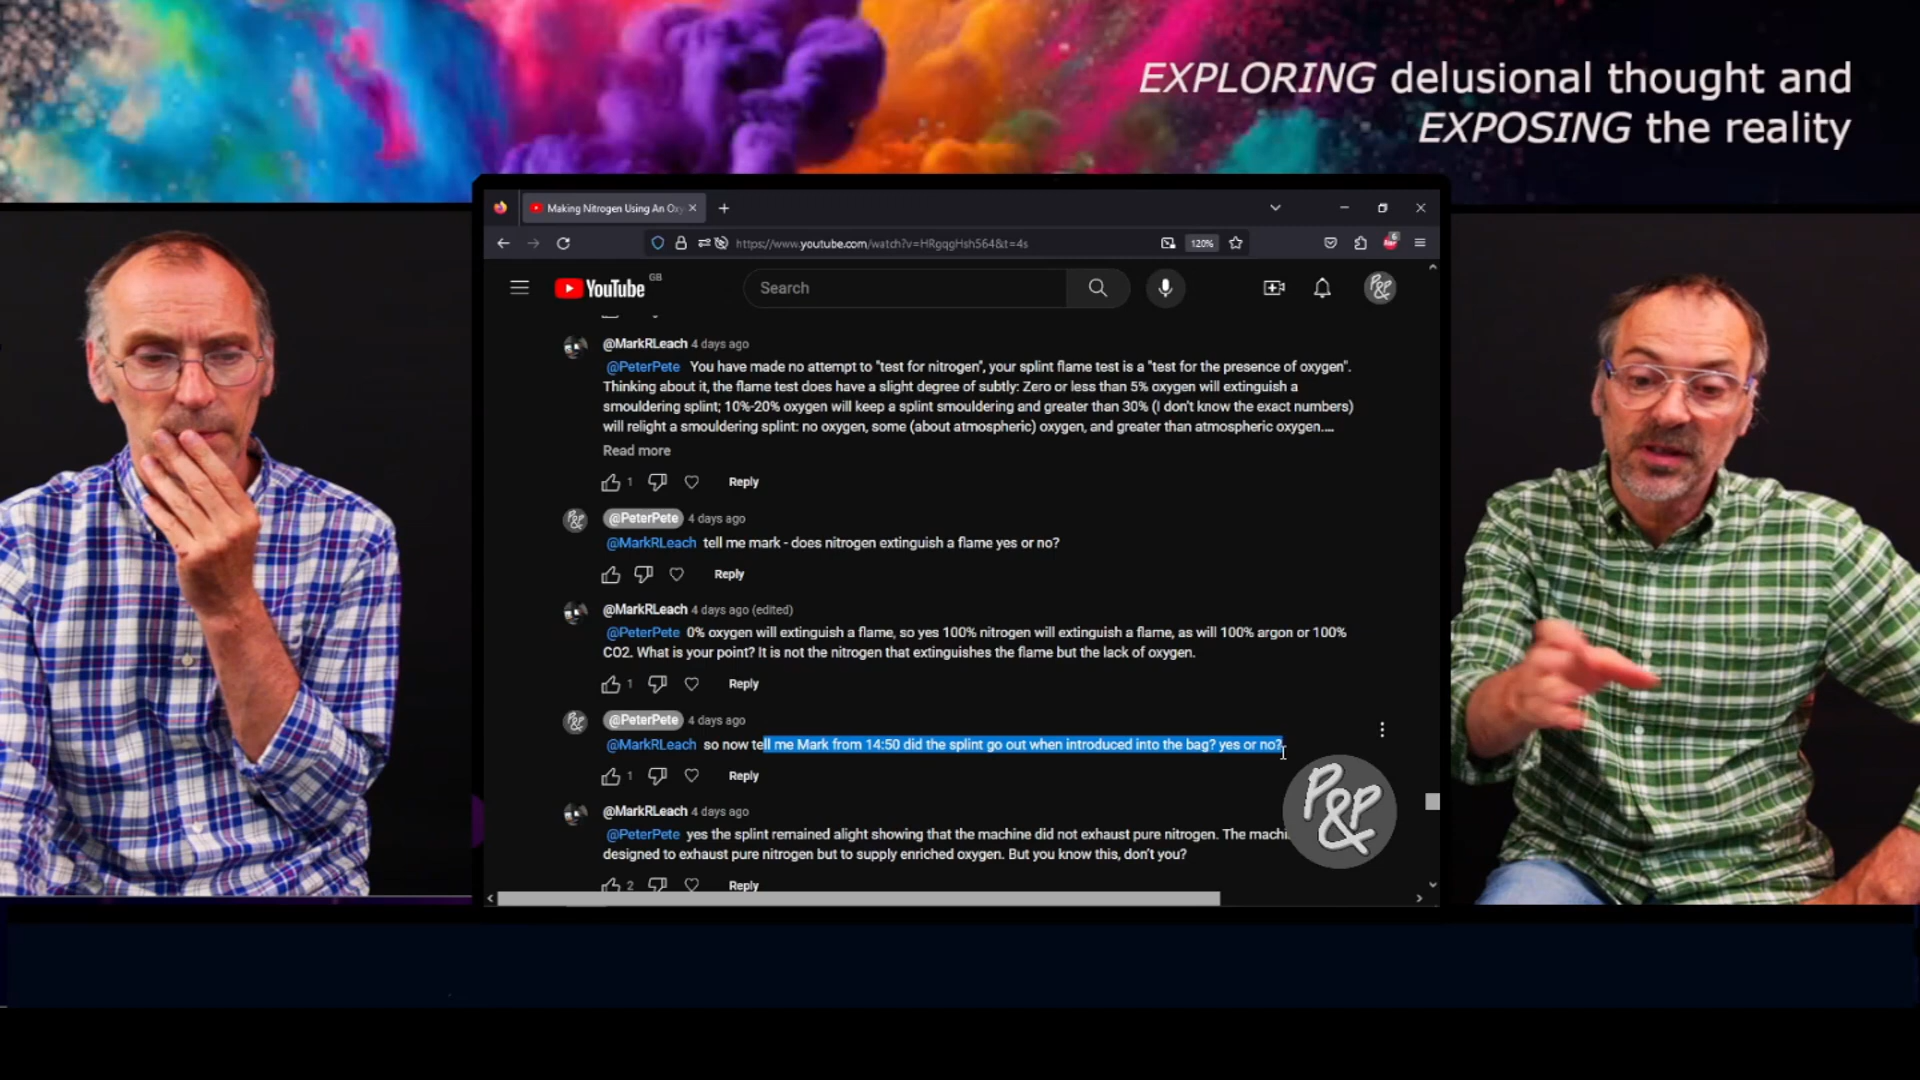 EXPLORING delusional thought and
EXPOSING the reality
Making Nitrogen Using An Oxy
https://www.youtube.com/watch?v=HRgqgHsh564&t=4s
120%
6
YouTube GB
Search
P&P
@MarkRLeach 4 days ago
@PeterPete You have made no attempt to "test for nitrogen", your splint flame test is a "test for the presence of oxygen".
Thinking about it, the flame test does have a slight degree of subtly: Zero or less than 5% oxygen will extinguish a
smouldering splint; 10%-20% oxygen will keep a splint smouldering and greater than 30% (I don't know the exact numbers)
will relight a smouldering splint: no oxygen, some (about atmospheric) oxygen, and greater than atmospheric oxygen....
Read more
1 Reply
P&P
@PeterPete 4 days ago
@MarkRLeach tell me mark - does nitrogen extinguish a flame yes or no?
Reply
@MarkRLeach 4 days ago (edited)
@PeterPete 0% oxygen will extinguish a flame, so yes 100% nitrogen will extinguish a flame, as will 100% argon or 100%
CO2. What is your point? It is not the nitrogen that extinguishes the flame but the lack of oxygen.
1 Reply
P&P
@PeterPete 4 days ago
@MarkRLeach so now tell me Mark from 14:50 did the splint go out when introduced into the bag? yes or no?
1 Reply
@MarkRLeach 4 days ago
@PeterPete yes the splint remained alight showing that the machine did not exhaust pure nitrogen. The machi
designed to exhaust pure nitrogen but to supply enriched oxygen. But you know this, don't you?
2 Reply
P&P